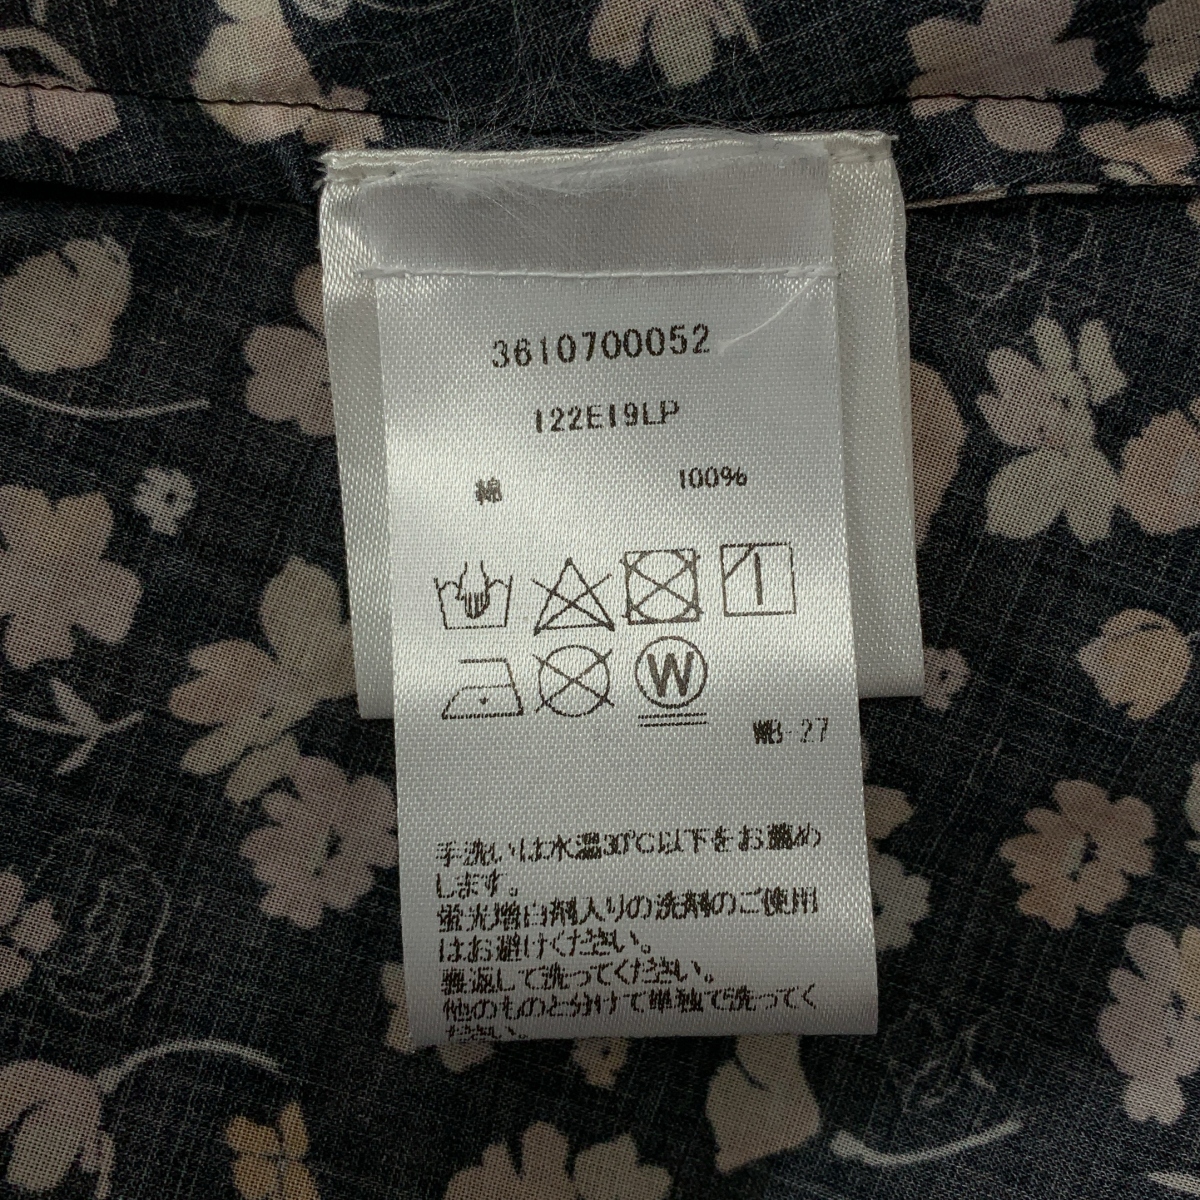 3610700052
122E19LP
綿 100%
W
WB-27
手洗いは水温30℃以下をお薦め
します。
蛍光増白剤入りの洗剤のご使用
はお避けください。
裏返して洗ってください。
他のものと分けて単独で洗ってく
ださい。